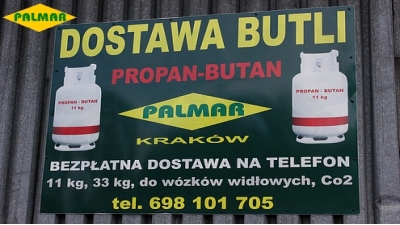 PALMAR
DOSTAWA BUTLI
PROPAN-BUTAN
PROPAN - BUTAN
11 kg
PROPAN - BUTAN
11 kg
PALMAR
KRAKÓW
BEZPŁATNA DOSTAWA NA TELEFON
11 kg, 33 kg, do wózków widłowych, Co2
tel. 698 101 705